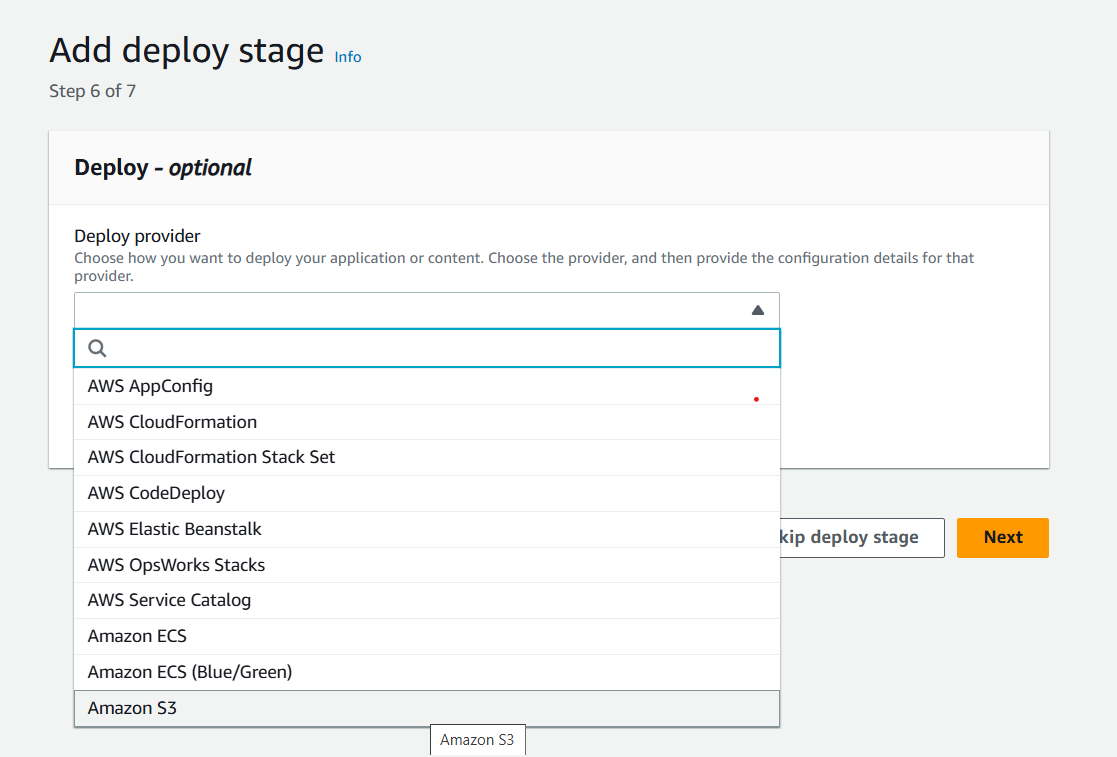 Add deploy stage Info
Step 6 of 7
Deploy - optional
Deploy provider
Choose how you want to deploy your application or content. Choose the provider, and then provide the configuration details for that
provider.
AWS AppConfig
AWS CloudFormation
AWS CloudFormation Stack Set
AWS CodeDeploy
AWS Elastic Beanstalk
kip deploy stage
Next
AWS OpsWorks Stacks
AWS Service Catalog
Amazon ECS
Amazon ECS (Blue/Green)
Amazon S3
Amazon S3